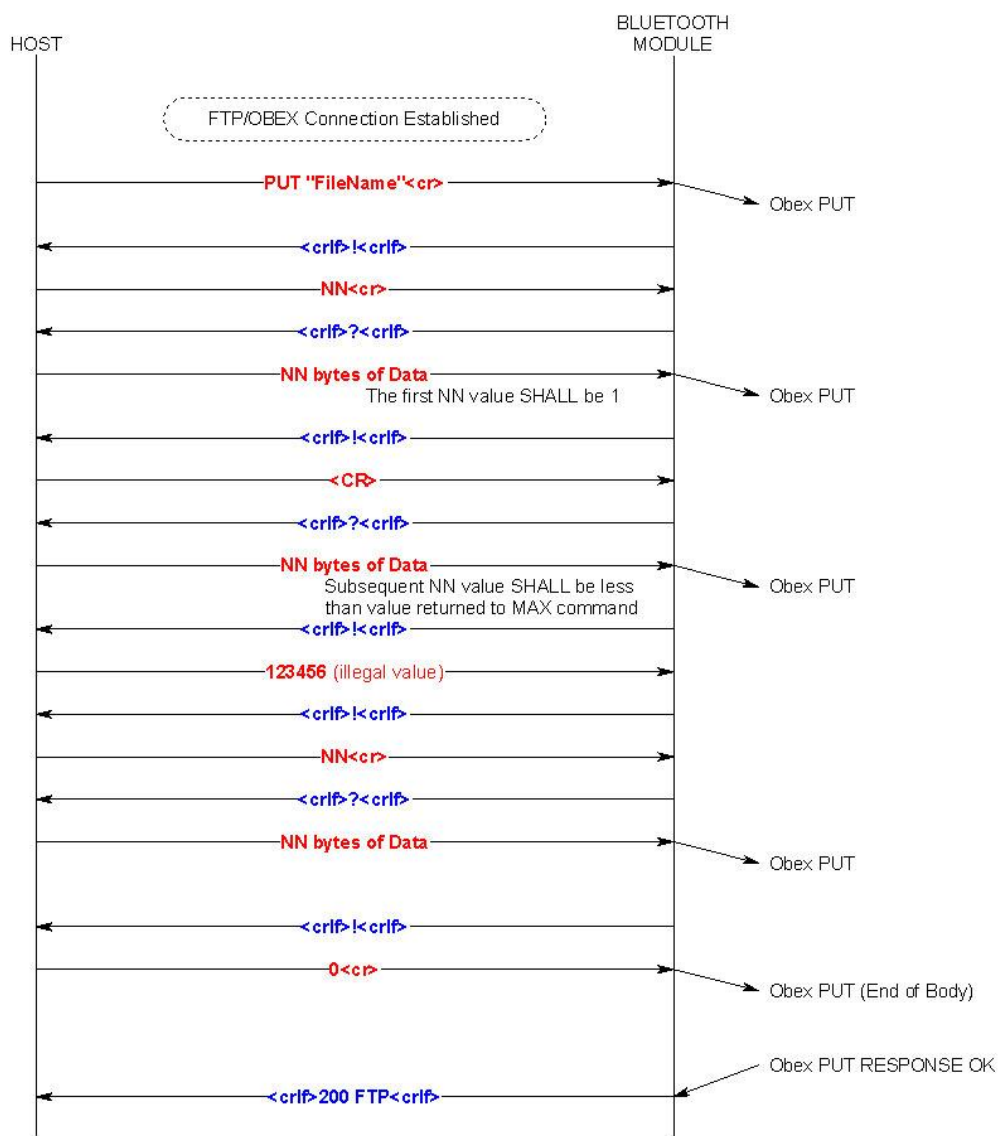 HOST
BLUETOOTH
MODULE
FTP/OBEX Connection Established
PUT "FileName"<cr>
Obex PUT
<crlf>!<crlf>
NN<cr>
<crlf>?<crlf>
NN bytes of Data
The first NN value SHALL be 1
Obex PUT
<crlf>!<crlf>
<CR>
<crlf>?<crlf>
NN bytes of Data
Subsequent NN value SHALL be less
than value returned to MAX command
Obex PUT
<crlf>!<crlf>
123456 (illegal value)
<crlf>!<crlf>
NN<cr>
<crlf>?<crlf>
NN bytes of Data
Obex PUT
<crlf>!<crlf>
0<cr>
Obex PUT (End of Body)
Obex PUT RESPONSE OK
<crlf>200 FTP<crlf>